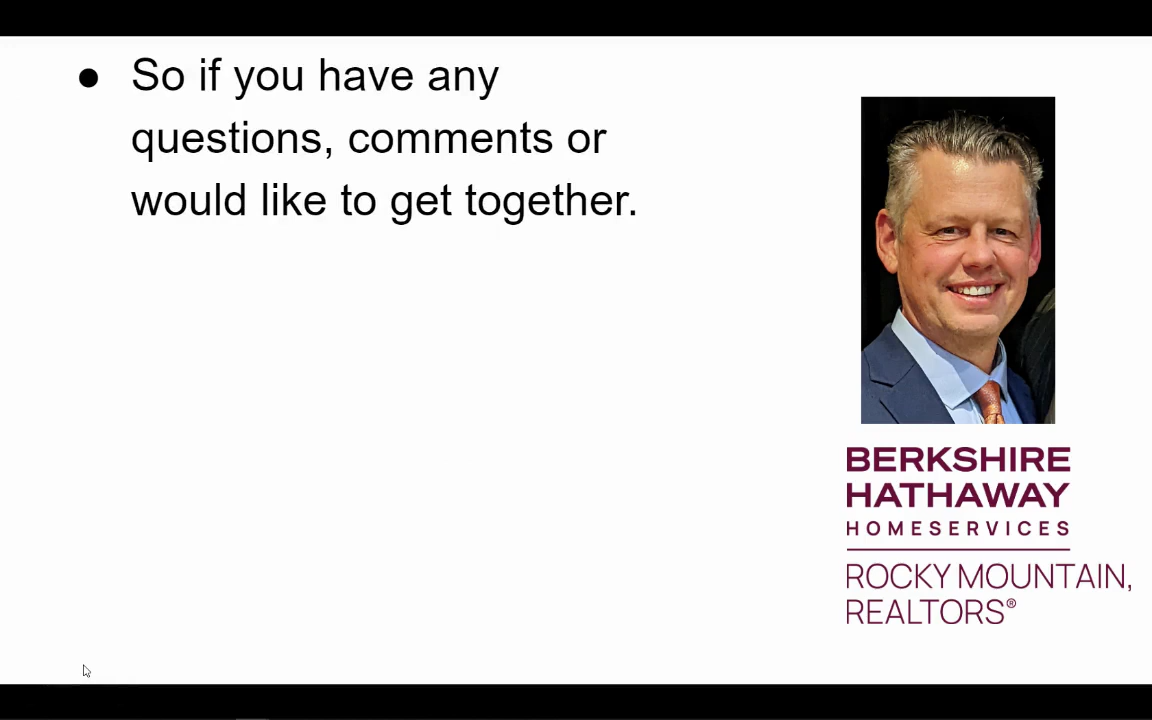 ● So if you have any
questions, comments or
would like to get together.
BERKSHIRE
HATHAWAY
HOMESERVICES
ROCKY MOUNTAIN,
REALTORS®